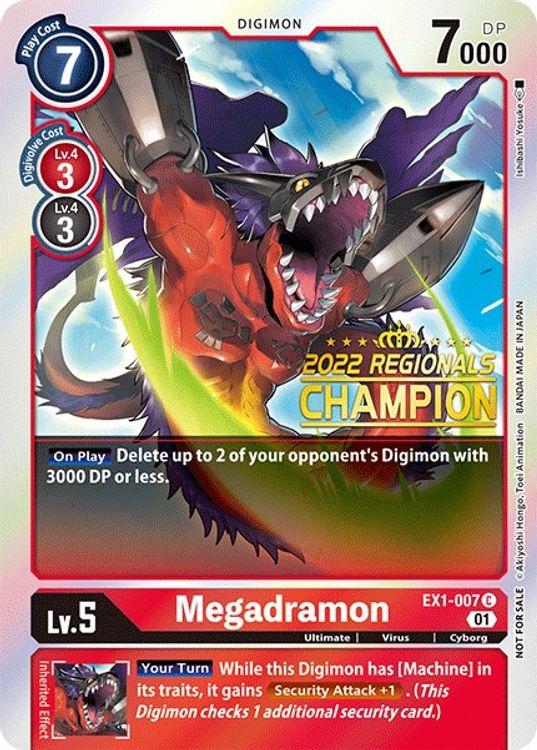 Play Cost
7
DIGIMON
7000 DP
Digivolve Cost
Lv.4
3
Lv.4
3
2022 REGIONALS
CHAMPION
On Play Delete up to 2 of your opponent's Digimon with
3000 DP or less.
Lv.5
Megadramon
EX1-007 C
01
Ultimate | Virus | Cyborg
Inherited Effect
Your Turn While this Digimon has [Machine] in
its traits, it gains Security Attack +1 . (This
Digimon checks 1 additional security card.)
Ishibashi Yosuke
©Akiyoshi Hongo, Toei Animation BANDAI MADE IN JAPAN
NOT FOR SALE